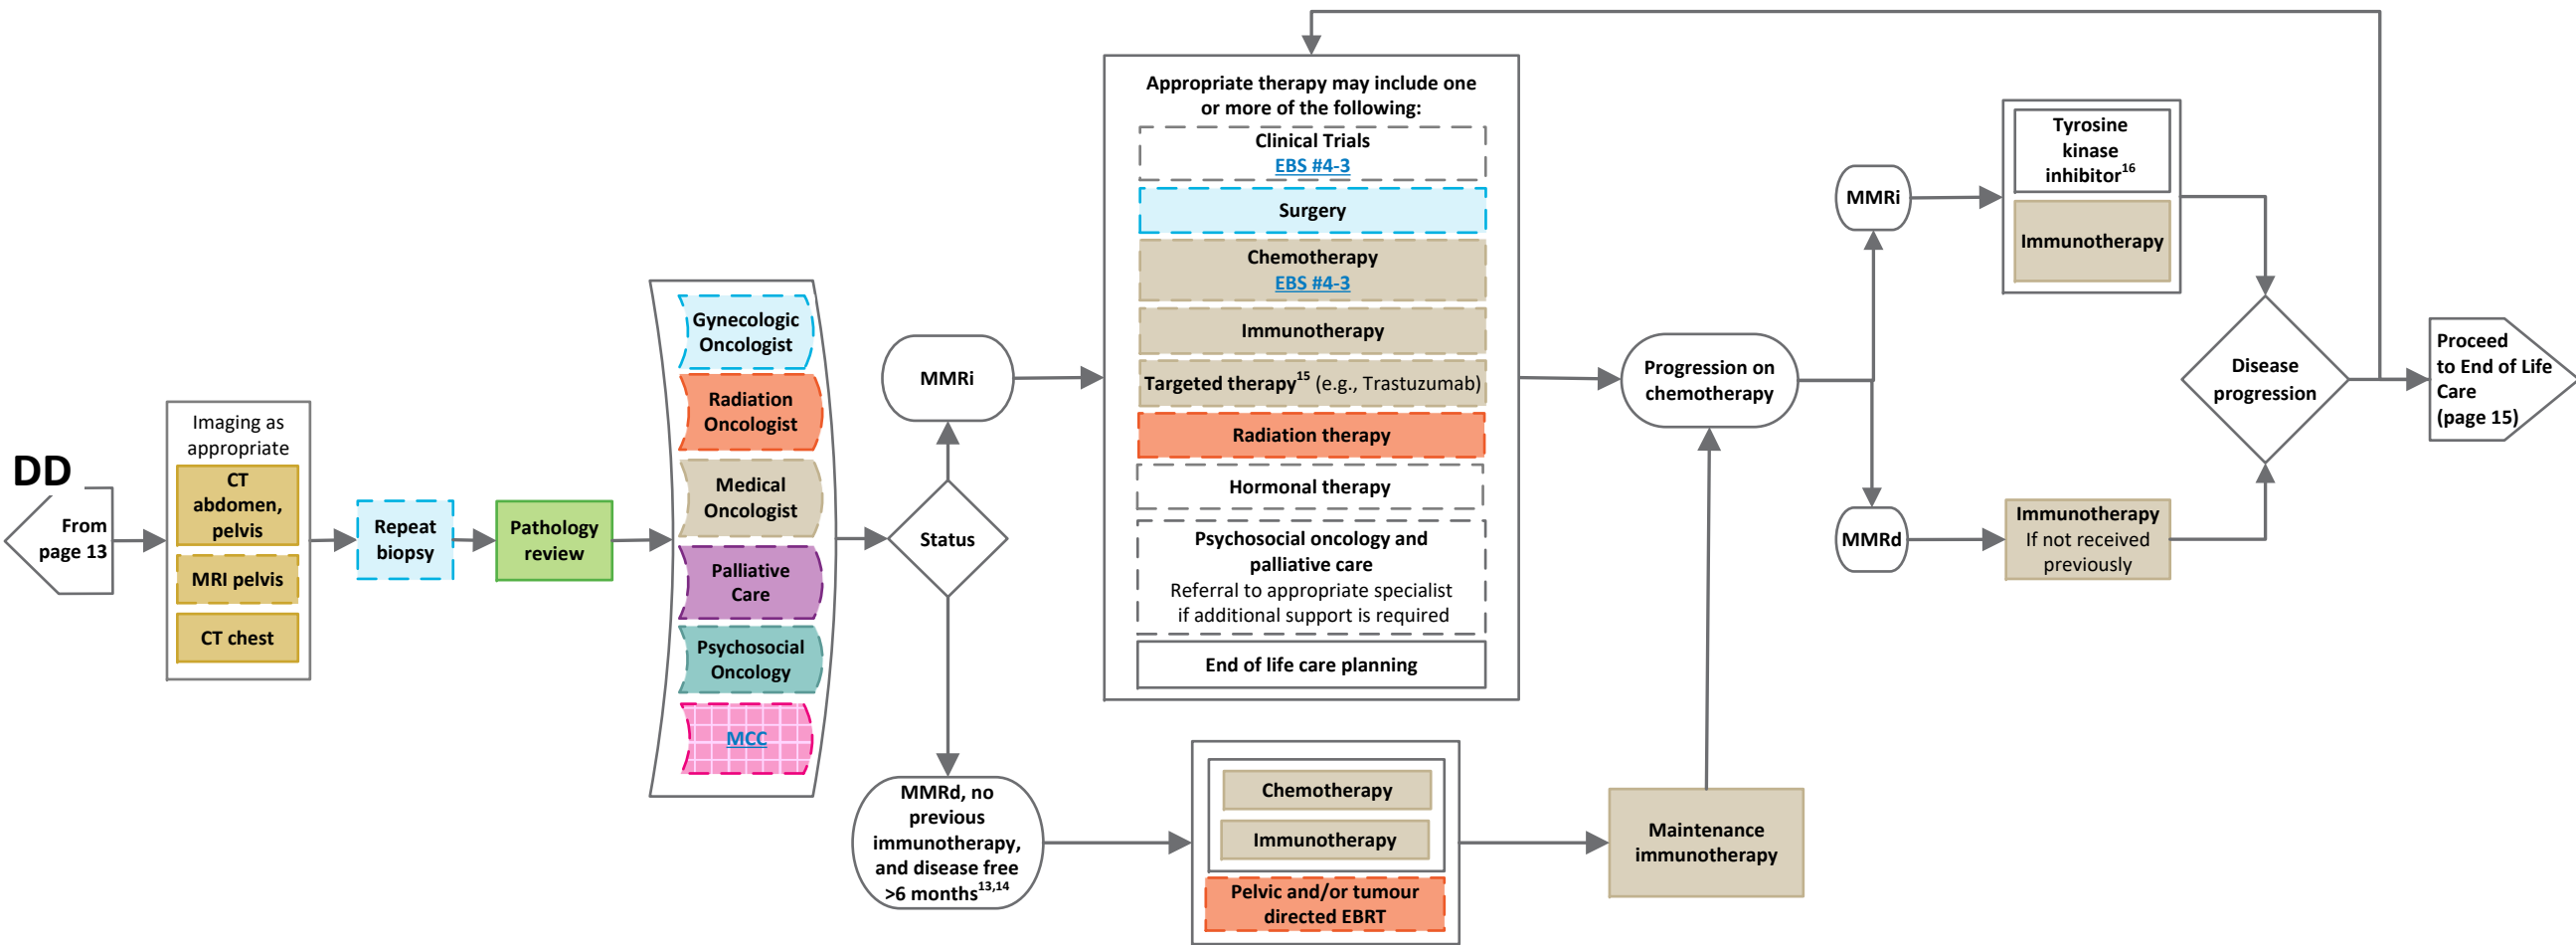 DD
From
page 13
Imaging as
appropriate
CT
abdomen,
pelvis
MRI pelvis
CT chest
Repeat
biopsy
Pathology
review
Gynecologic
Oncologist
Radiation
Oncologist
Medical
Oncologist
Palliative
Care
Psychosocial
Oncology
MCC
Status
MMRi
MMRd, no
previous
immunotherapy,
and disease free
>6 months13,14
Appropriate therapy may include one
or more of the following:
Clinical Trials
EBS #4-3
Surgery
Chemotherapy
EBS #4-3
Immunotherapy
Targeted therapy15 (e.g., Trastuzumab)
Radiation therapy
Hormonal therapy
Psychosocial oncology and
palliative care
Referral to appropriate specialist
if additional support is required
End of life care planning
Chemotherapy
Immunotherapy
Pelvic and/or tumour
directed EBRT
Maintenance
immunotherapy
Progression on
chemotherapy
MMRi
Tyrosine
kinase
inhibitor16
Immunotherapy
MMRd
Immunotherapy
If not received
previously
Disease
progression
Proceed
to End of Life
Care
(page 15)